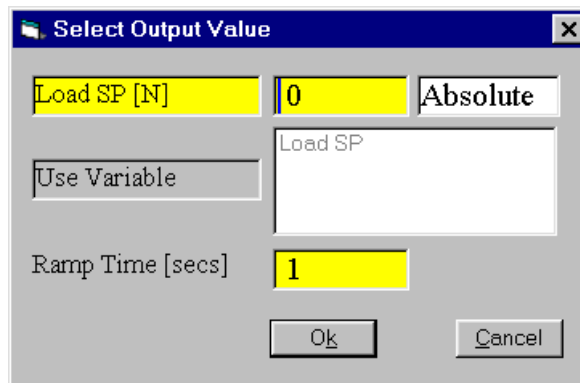 Select Output Value
Load SP [N] 0 Absolute
Load SP
Use Variable
Ramp Time [secs] 1
Ok Cancel